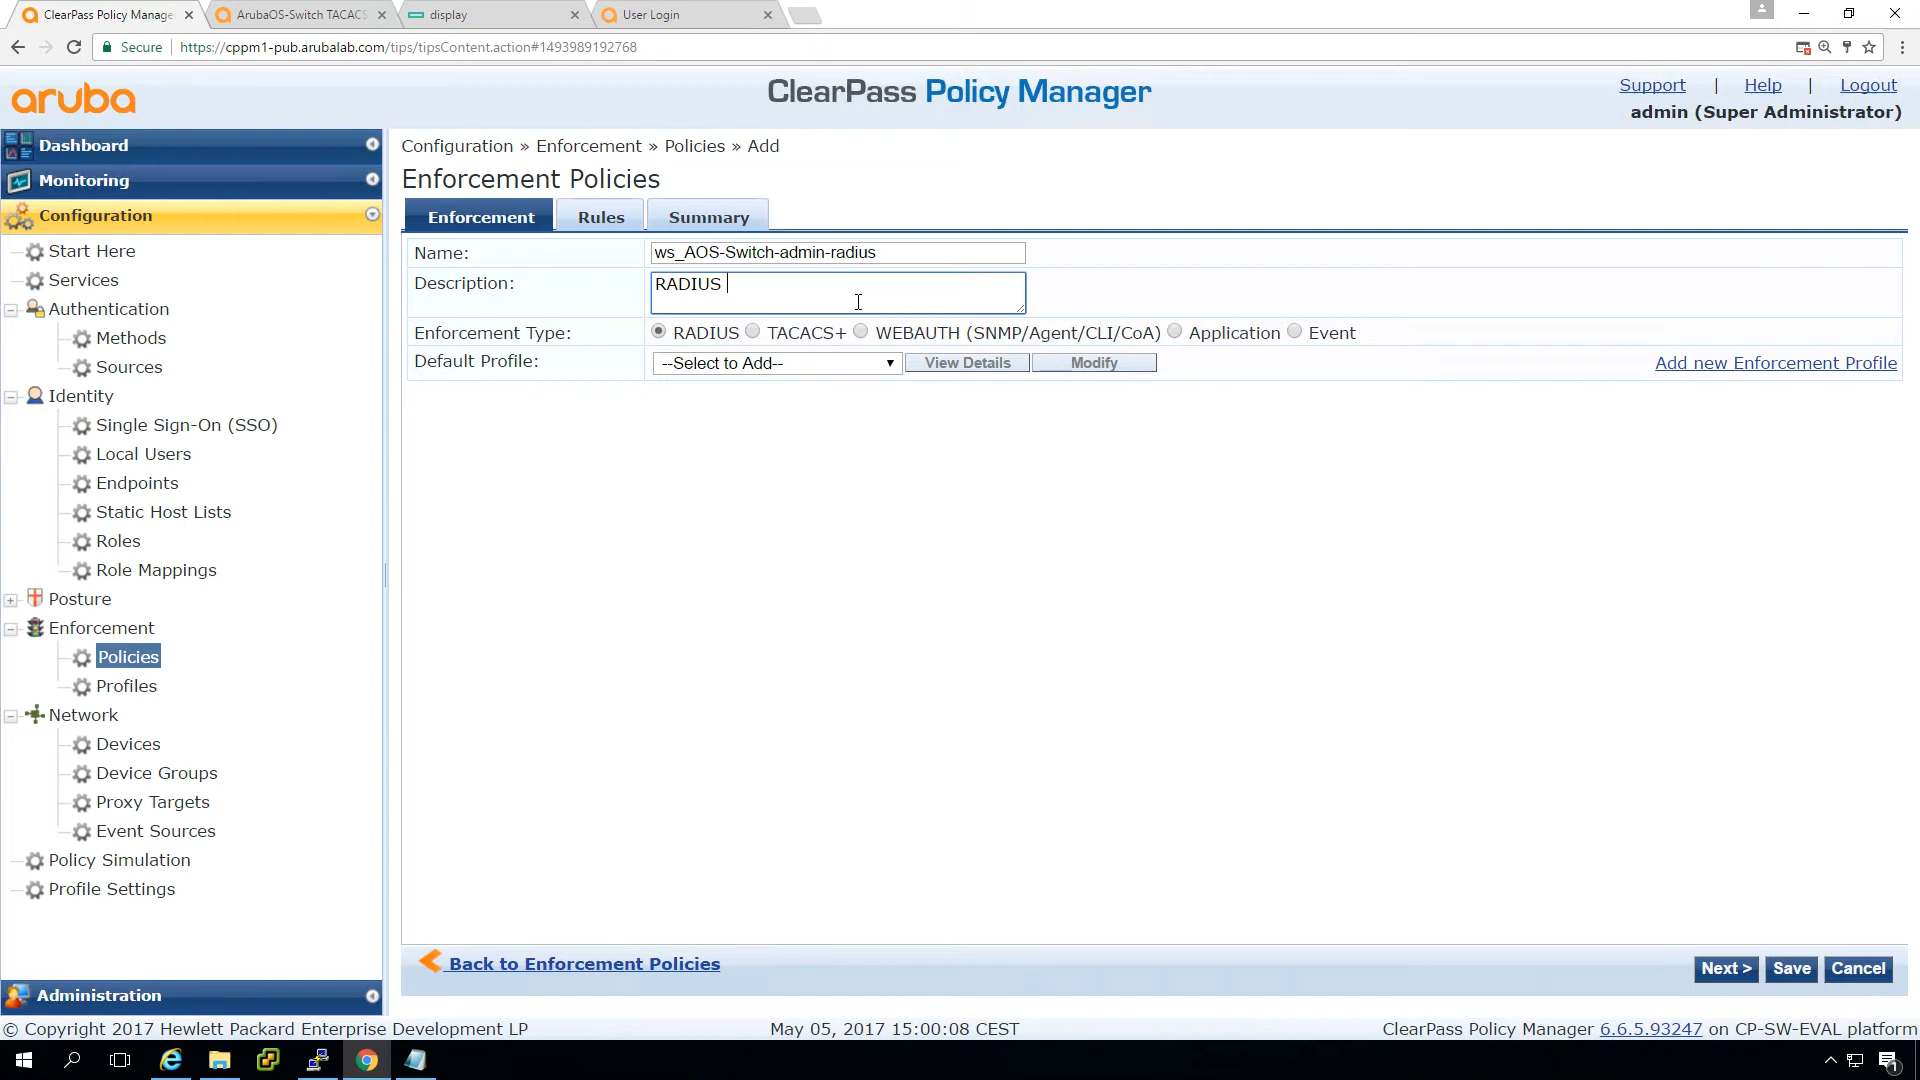 ClearPass Policy Manage
ArubaOS-Switch TACACS
display
User Login
Secure
https://cppm1-pub.arubalab.com/tips/tipsContent.action#1493989192768
aruba
ClearPass Policy Manager
Support | Help | Logout
admin (Super Administrator)
Dashboard
Monitoring
Configuration
Start Here
Services
Authentication
Methods
Sources
Identity
Single Sign-On (SSO)
Local Users
Endpoints
Static Host Lists
Roles
Role Mappings
Posture
Enforcement
Policies
Profiles
Network
Devices
Device Groups
Proxy Targets
Event Sources
Policy Simulation
Profile Settings
Administration
Configuration » Enforcement » Policies » Add
Enforcement Policies
Enforcement Rules Summary
Name: ws_AOS-Switch-admin-radius
Description: RADIUS
Enforcement Type: RADIUS TACACS+ WEBAUTH (SNMP/Agent/CLI/CoA) Application Event
Default Profile: --Select to Add-- View Details Modify Add new Enforcement Profile
Back to Enforcement Policies
Next > Save Cancel
© Copyright 2017 Hewlett Packard Enterprise Development LP May 05, 2017 15:00:08 CEST ClearPass Policy Manager 6.6.5.93247 on CP-SW-EVAL platform
1